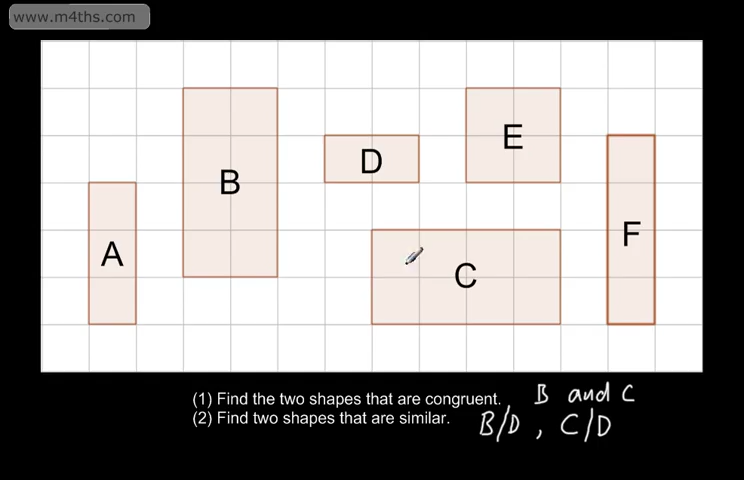 www.m4ths.com
E
D
B
F
A
C
(1) Find the two shapes that are congruent. B and C
(2) Find two shapes that are similar. B/D, C/D